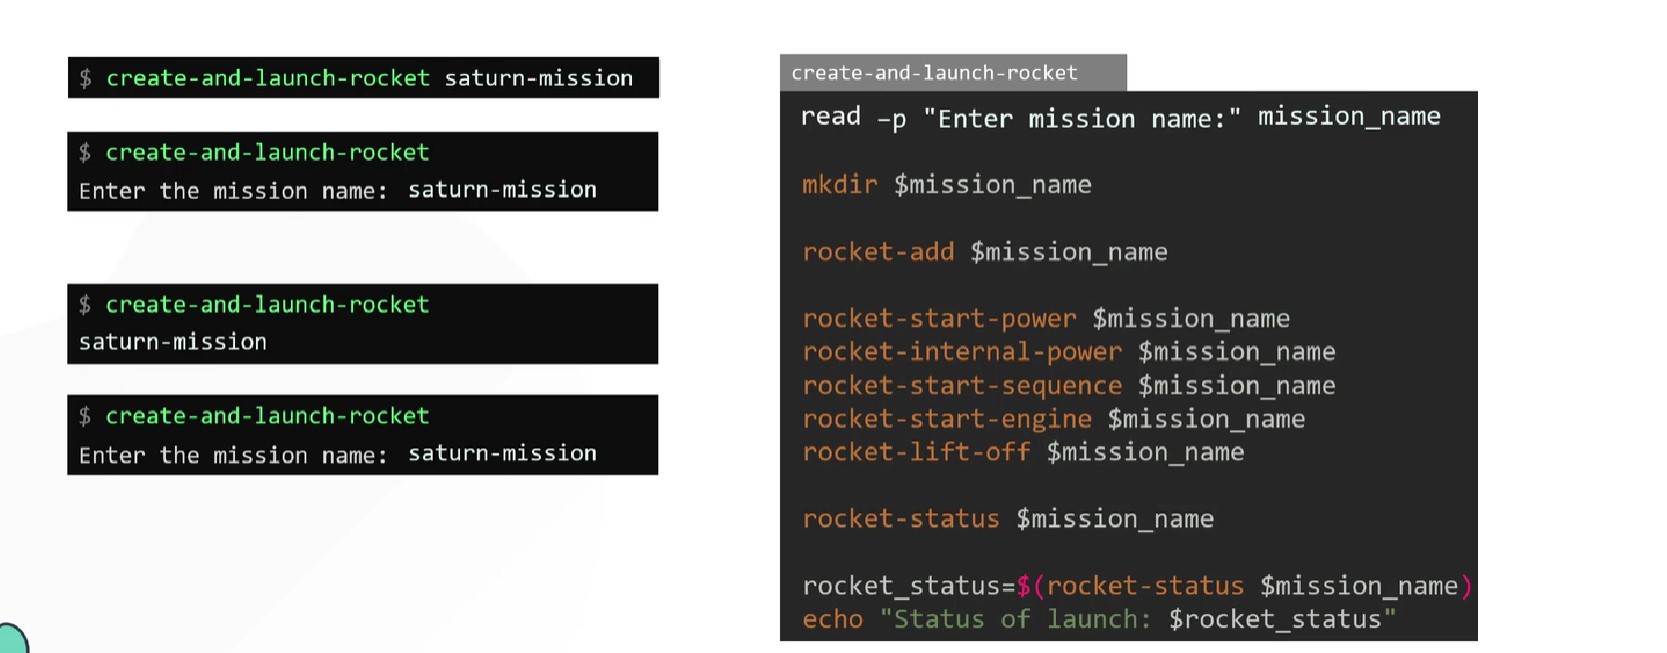 $ create-and-launch-rocket saturn-mission
$ create-and-launch-rocket
Enter the mission name: saturn-mission
$ create-and-launch-rocket
saturn-mission
$ create-and-launch-rocket
Enter the mission name: saturn-mission
create-and-launch-rocket
read –p "Enter mission name:" mission_name
mkdir $mission_name
rocket-add $mission_name
rocket-start-power $mission_name
rocket-internal-power $mission_name
rocket-start-sequence $mission_name
rocket-start-engine $mission_name
rocket-lift-off $mission_name
rocket-status $mission_name
rocket_status=$(rocket-status $mission_name)
echo "Status of launch: $rocket_status"